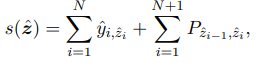 s(ẑ) = ∑_{i=1}^{N} ŷ_{i,ẑ_i} + ∑_{i=1}^{N+1} P_{ẑ_{i−1},ẑ_i},